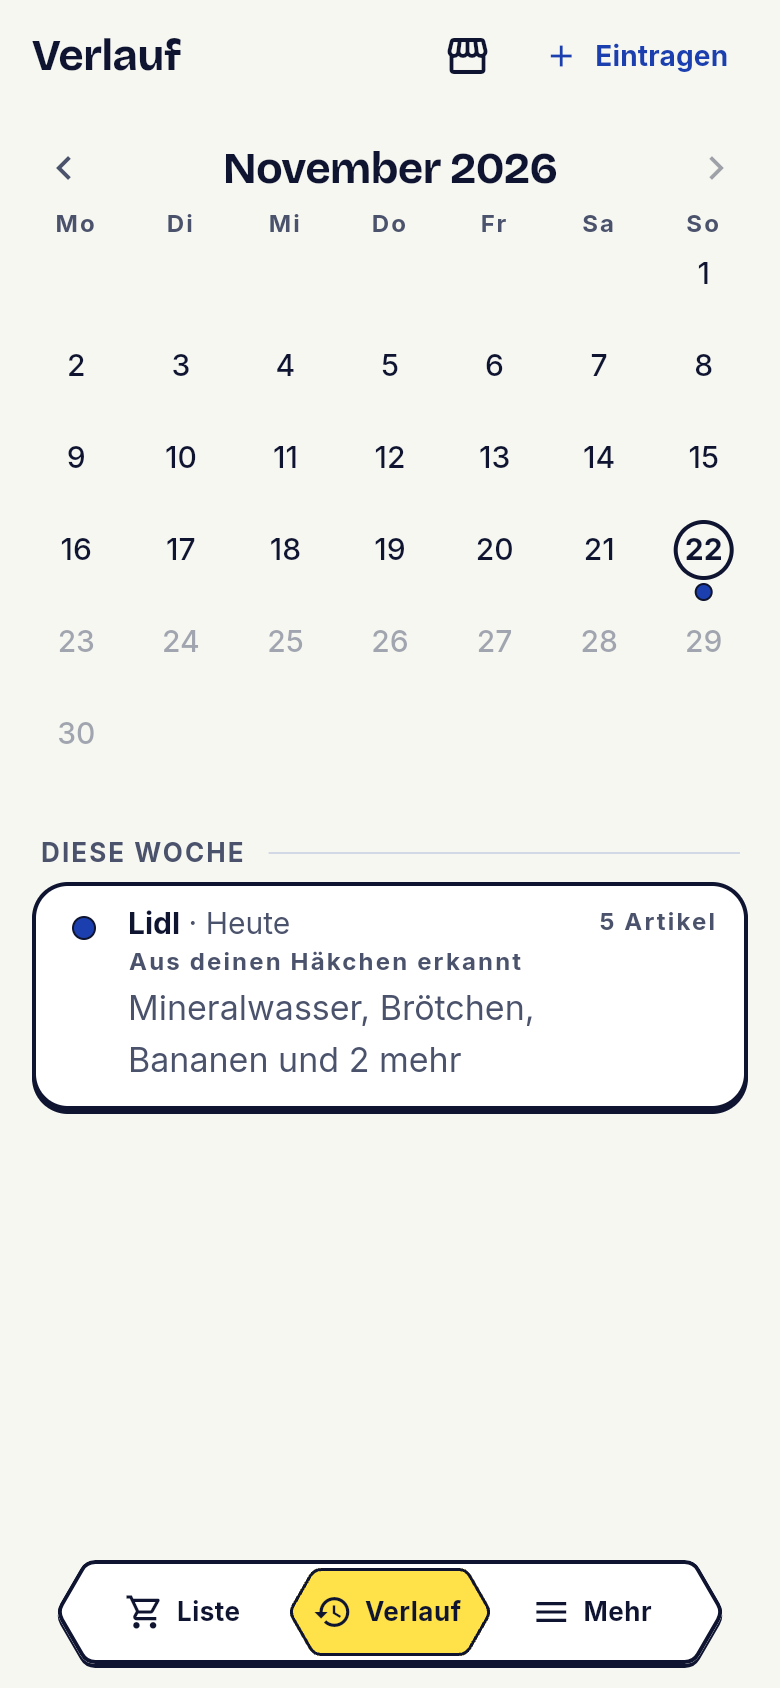 Verlauf
Eintragen
November 2026
Mo Di Mi Do Fr Sa So
1
2 3 4 5 6 7 8
9 10 11 12 13 14 15
16 17 18 19 20 21 22
23 24 25 26 27 28 29
30
DIESE WOCHE
Lidl · Heute 5 Artikel
Aus deinen Häkchen erkannt
Mineralwasser, Brötchen,
Bananen und 2 mehr
Liste Verlauf Mehr